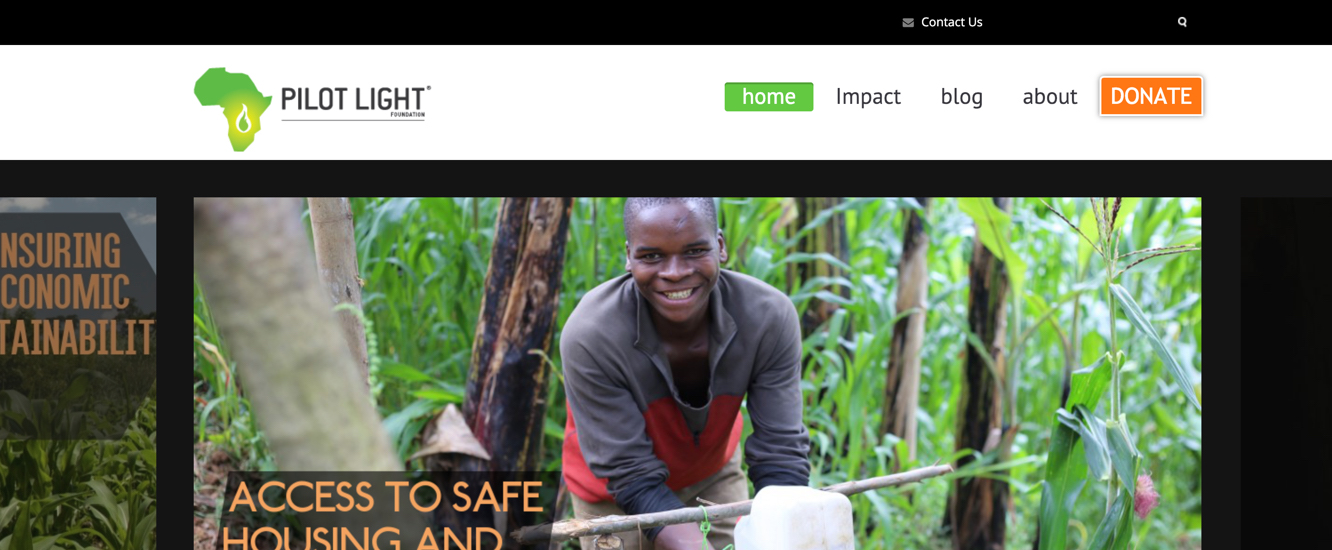 Contact Us
PILOT LIGHT®
FOUNDATION
home Impact blog about DONATE
NSURING
CONOMIC
TAINABILIT
ACCESS TO SAFE
HOUSING AND